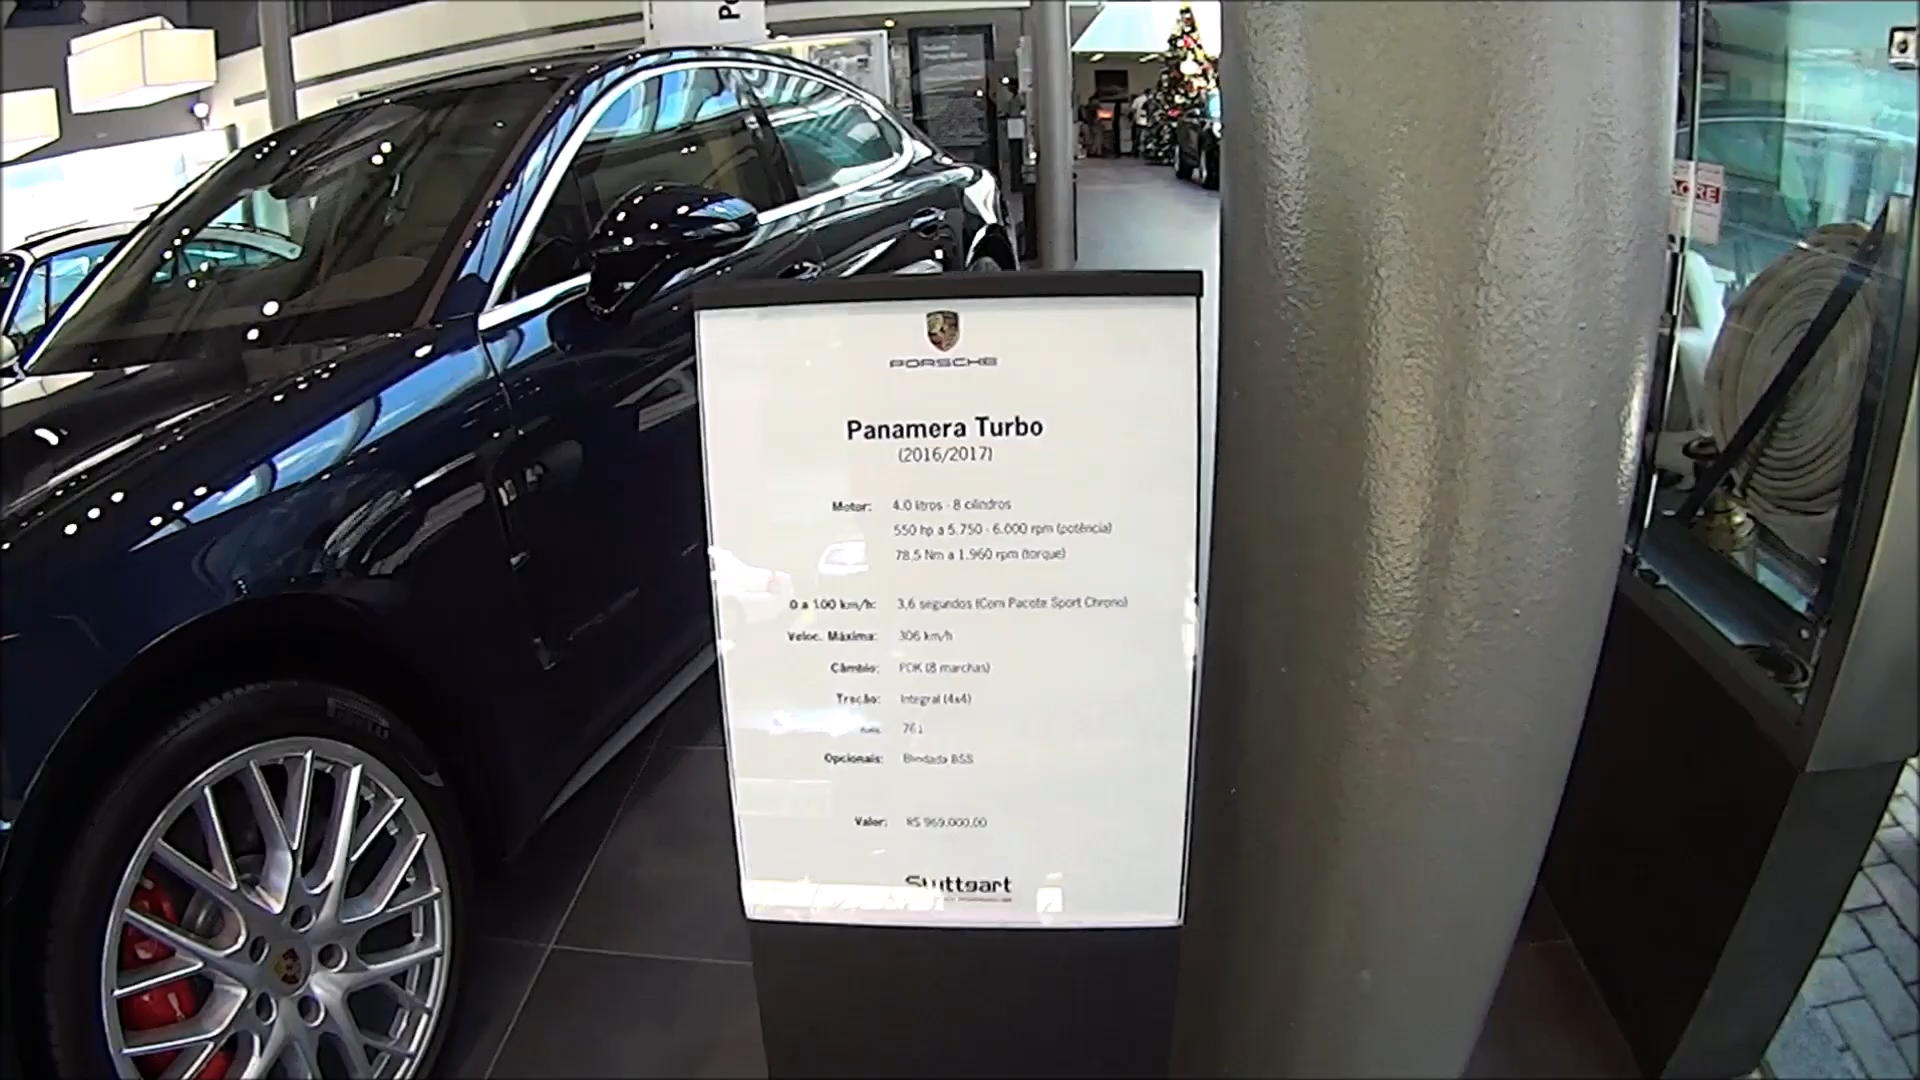 PORSCHE
Panamera Turbo
(2016/2017)
Motor: 4.0 litros - 8 cilindros
550 hp a 5.750 - 6.000 rpm (potência)
78,5 Nm a 1.960 rpm (torque)
0 a 100 km/h: 3,6 segundos (Com Pacote Sport Chrono)
Veloc. Máxima: 306 km/h
Câmbio: PDK (8 marchas)
Tração: Integral (4x4)
Opcionais: Blindado BSS
Valor: R$ 969.000,00
Stuttgart
PIRELLI